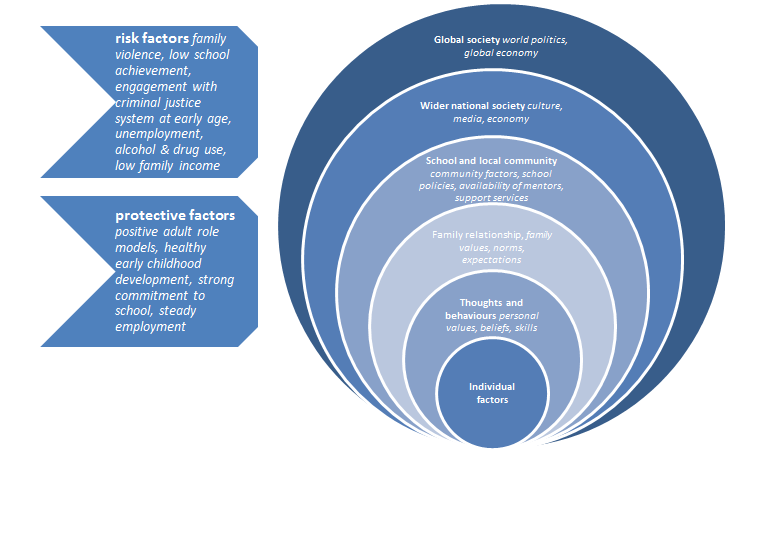 risk factors family
violence, low school
achievement,
engagement with
criminal justice
system at early age,
unemployment,
alcohol & drug use,
low family income
protective factors
positive adult role
models, healthy
early childhood
development, strong
commitment to
school, steady
employment
Global society world politics,
global economy
Wider national society culture,
media, economy
School and local community
community factors, school
policies, availability of mentors,
support services
Family relationship, family
values, norms,
expectations
Thoughts and
behaviours personal
values, beliefs, skills
Individual
factors